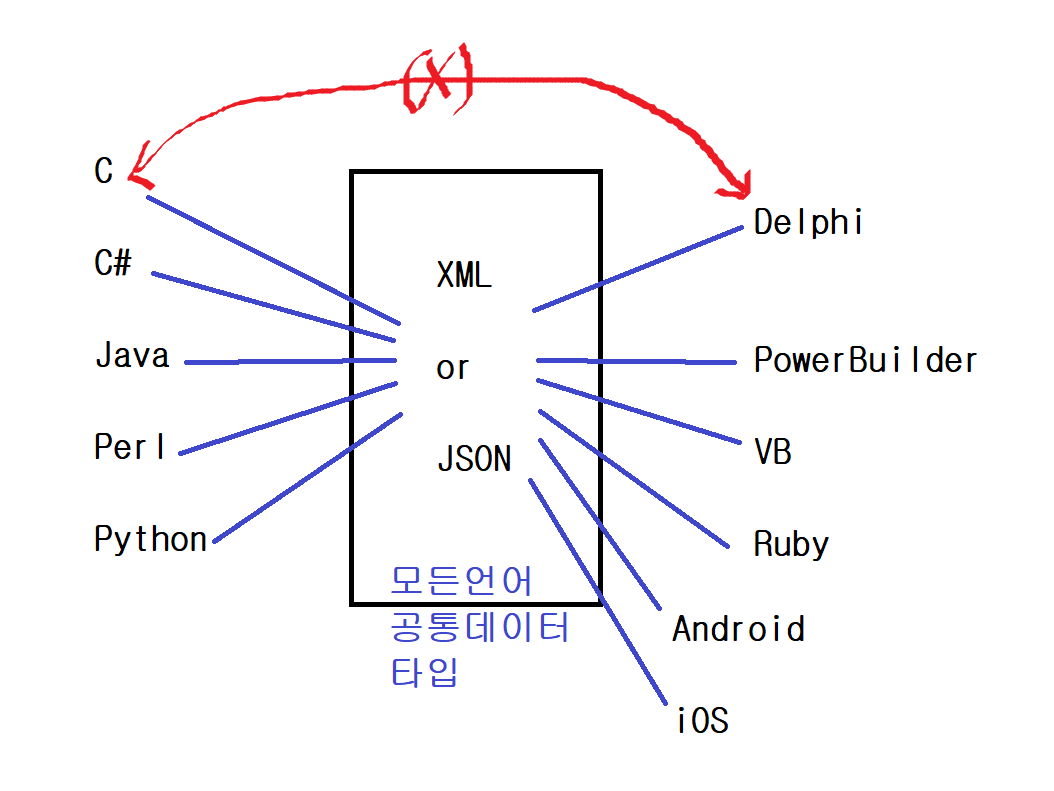 (X)
C
C#
Java
Perl
Python
XML
or
JSON
모든언어
공통데이터
타입
Delphi
PowerBuilder
VB
Ruby
Android
iOS